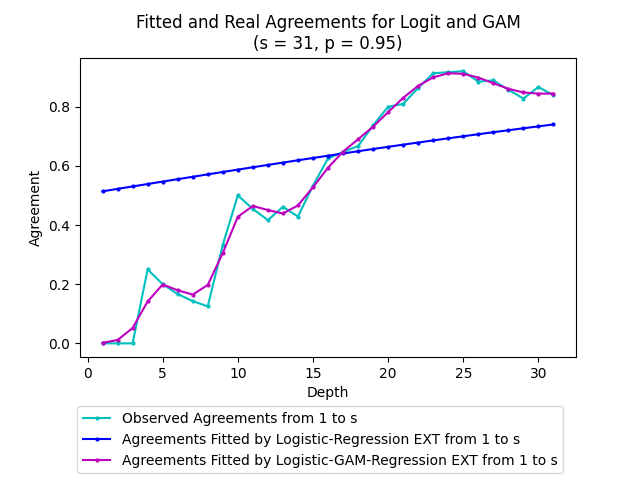 Fitted and Real Agreements for Logit and GAM
(s = 31, p = 0.95)
Agreement
0.8
0.6
0.4
0.2
0.0
0 5 10 15 20 25 30
Depth
Observed Agreements from 1 to s
Agreements Fitted by Logistic-Regression EXT from 1 to s
Agreements Fitted by Logistic-GAM-Regression EXT from 1 to s